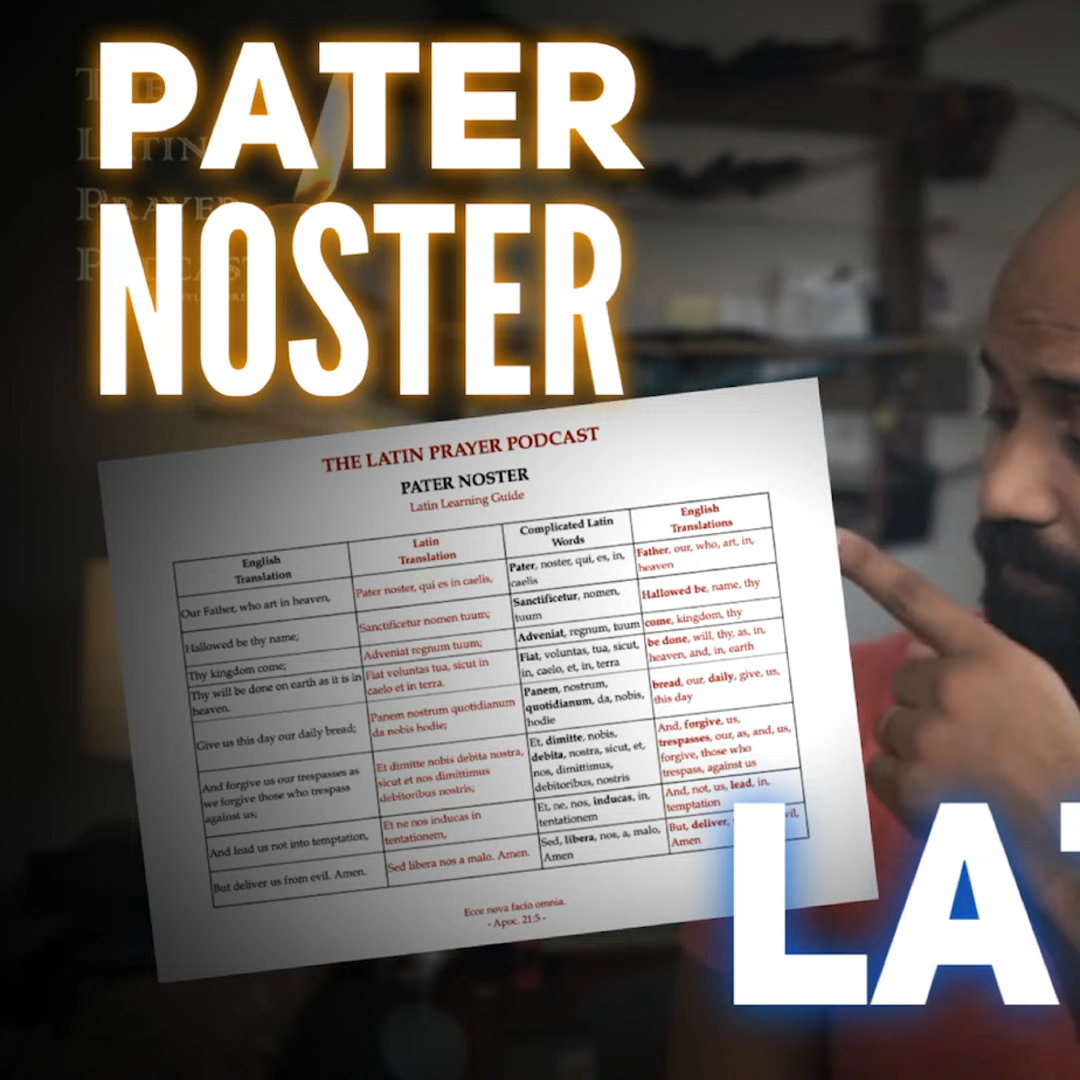 PATER
NOSTER
THE
LATIN
PRAYER
PODCAST
THE LATIN PRAYER PODCAST
PATER NOSTER
Latin Learning Guide
English
Translation
Latin
Translation
Complicated Latin
Words
English
Translations
Our Father, who art in heaven,
Pater noster, qui es in caelis,
Pater, noster, qui, es, in,
caelis
Father, our, who, art, in,
heaven
Hallowed be thy name;
Sanctificetur nomen tuum;
Sanctificetur, nomen,
tuum
Hallowed be, name, thy
Thy kingdom come;
Adveniat regnum tuum;
Adveniat, regnum, tuum
come, kingdom, thy
Thy will be done on earth as it is in
heaven.
Fiat voluntas tua, sicut in
caelo et in terra.
Fiat, voluntas, tua, sicut,
in, caelo, et, in, terra
be done, will, thy, as, in,
heaven, and, in, earth
Give us this day our daily bread;
Panem nostrum quotidianum
da nobis hodie;
Panem, nostrum,
quotidianum, da, nobis,
hodie
bread, our, daily, give, us,
this day
And forgive us our trespasses as
we forgive those who trespass
against us;
Et dimitte nobis debita nostra,
sicut et nos dimittimus
debitoribus nostris;
Et, dimitte, nobis,
debita, nostra, sicut, et,
nos, dimittimus,
debitoribus, nostris
And, forgive, us,
trespasses, our, as, and, us,
forgive, those who
trespass, against us
And lead us not into temptation,
Et ne nos inducas in
tentationem,
Et, ne, nos, inducas, in,
tentationem
And, not, us, lead, in,
temptation
But deliver us from evil. Amen.
Sed libera nos a malo. Amen.
Sed, libera, nos, a, malo,
Amen
But, deliver,
Amen
Ecce nova facio omnia.
- Apoc. 21:5 -
LA